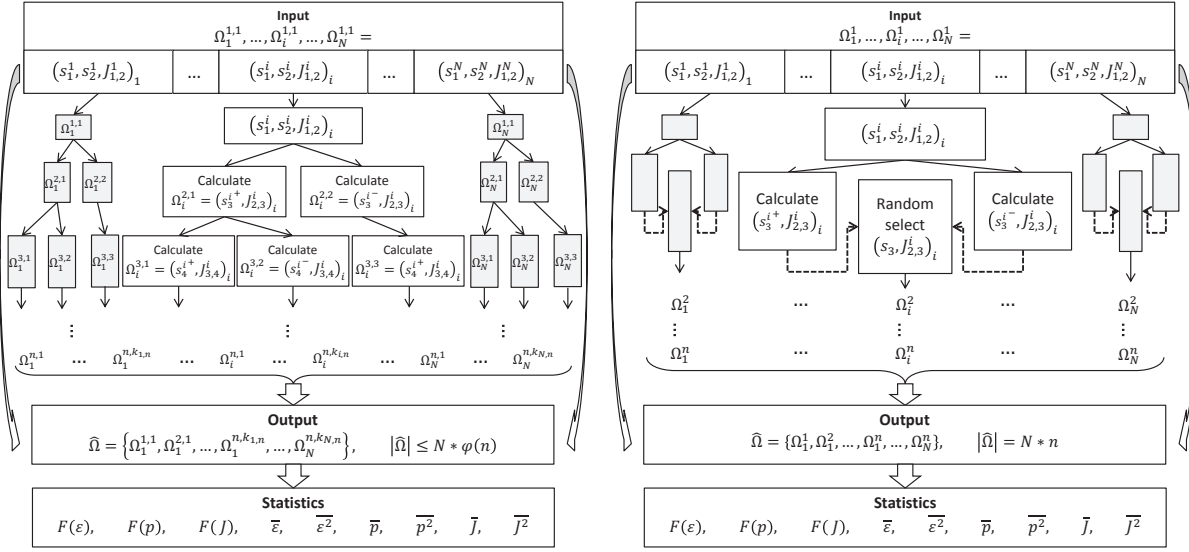 Input
Ω_1^{1,1}, …, Ω_i^{1,1}, …, Ω_N^{1,1} =
(s_1^1, s_2^1, J_{1,2}^1)_1 ... (s_1^i, s_2^i, J_{1,2}^i)_i ... (s_1^N, s_2^N, J_{1,2}^N)_N
Ω_1^{1,1} (s_1^i, s_2^i, J_{1,2}^i)_i Ω_N^{1,1}
Ω_1^{2,1} Ω_1^{2,2}
Calculate
Ω_i^{2,1} = (s_3^{i+}, J_{2,3}^i)_i
Calculate
Ω_i^{2,2} = (s_3^{i-}, J_{2,3}^i)_i
Ω_N^{2,1} Ω_N^{2,2}
Ω_1^{3,1} Ω_1^{3,2} Ω_1^{3,3}
Calculate
Ω_i^{3,1} = (s_4^{i+}, J_{3,4}^i)_i
Calculate
Ω_i^{3,2} = (s_4^{i-}, J_{3,4}^i)_i
Calculate
Ω_i^{3,3} = (s_4^{i+}, J_{3,4}^i)_i
Ω_N^{3,1} Ω_N^{3,2} Ω_N^{3,3}
⋮ ⋮ ⋮
Ω_1^{n,1} ... Ω_1^{n,k_{1,n}} ... Ω_i^{n,1} ... Ω_i^{n,k_{i,n}} ... Ω_N^{n,1} ... Ω_N^{n,k_{N,n}}
Output
Ω̂ = {Ω_1^{1,1}, Ω_1^{2,1}, …, Ω_1^{n,k_{1,n}}, …, Ω_N^{n,k_{N,n}}}, |Ω̂| ≤ N * φ(n)
Statistics
F(ε), F(p), F(J), \overline{ε}, \overline{ε^2}, \overline{p}, \overline{p^2}, \overline{J}, \overline{J^2}
Input
Ω_1^1, …, Ω_i^1, …, Ω_N^1 =
(s_1^1, s_2^1, J_{1,2}^1)_1 ... (s_1^i, s_2^i, J_{1,2}^i)_i ... (s_1^N, s_2^N, J_{1,2}^N)_N
(s_1^i, s_2^i, J_{1,2}^i)_i
Calculate
(s_3^{i+}, J_{2,3}^i)_i
Random
select
(s_3, J_{2,3}^i)_i
Calculate
(s_3^{i-}, J_{2,3}^i)_i
Ω_1^2 ... Ω_i^2 ... Ω_N^2
⋮ ⋮ ⋮
Ω_1^n ... Ω_i^n ... Ω_N^n
Output
Ω̂ = {Ω_1^1, Ω_1^2, …, Ω_1^n, …, Ω_N^n}, |Ω̂| = N * n
Statistics
F(ε), F(p), F(J), \overline{ε}, \overline{ε^2}, \overline{p}, \overline{p^2}, \overline{J}, \overline{J^2}